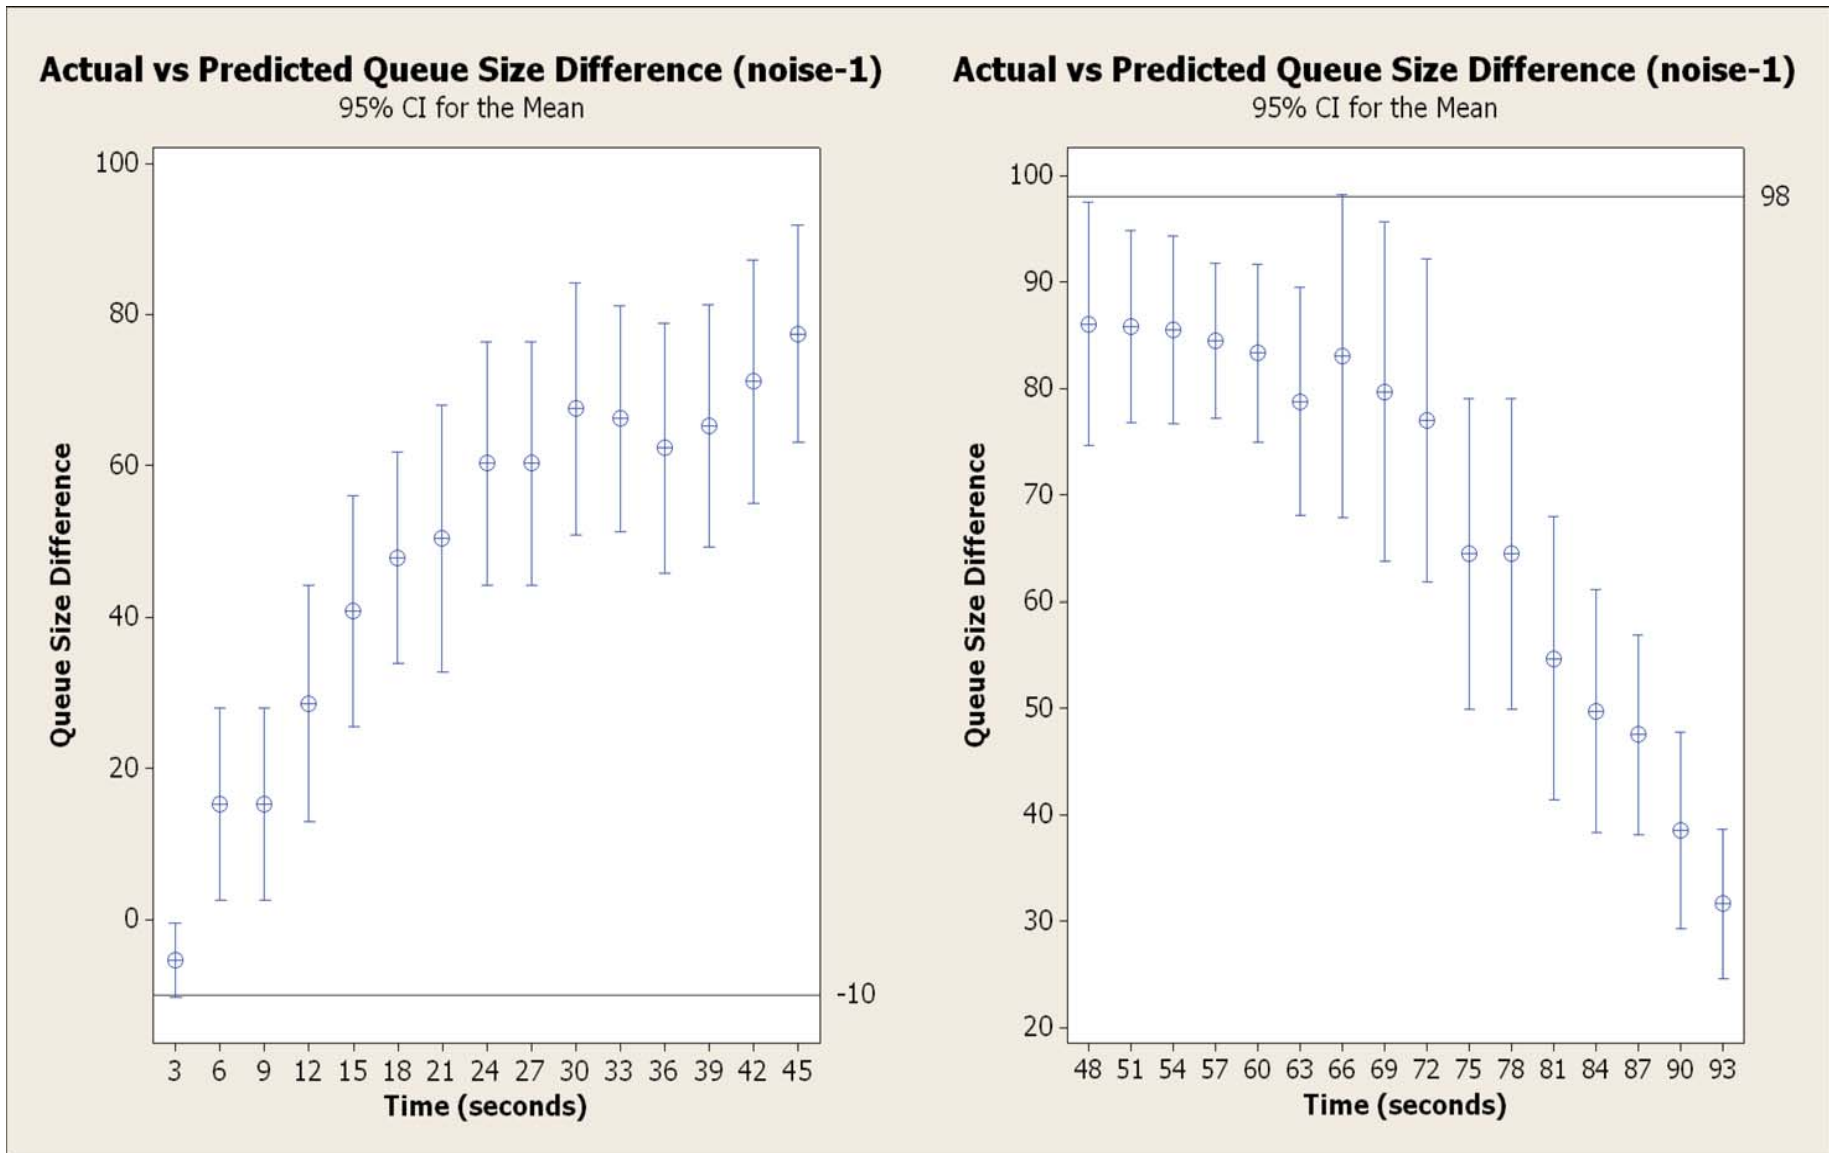 Actual vs Predicted Queue Size Difference (noise-1)
95% CI for the Mean
Queue Size Difference
100
80
60
40
20
0
-10
3 6 9 12 15 18 21 24 27 30 33 36 39 42 45
Time (seconds)
Actual vs Predicted Queue Size Difference (noise-1)
95% CI for the Mean
Queue Size Difference
100
98
90
80
70
60
50
40
30
20
48 51 54 57 60 63 66 69 72 75 78 81 84 87 90 93
Time (seconds)